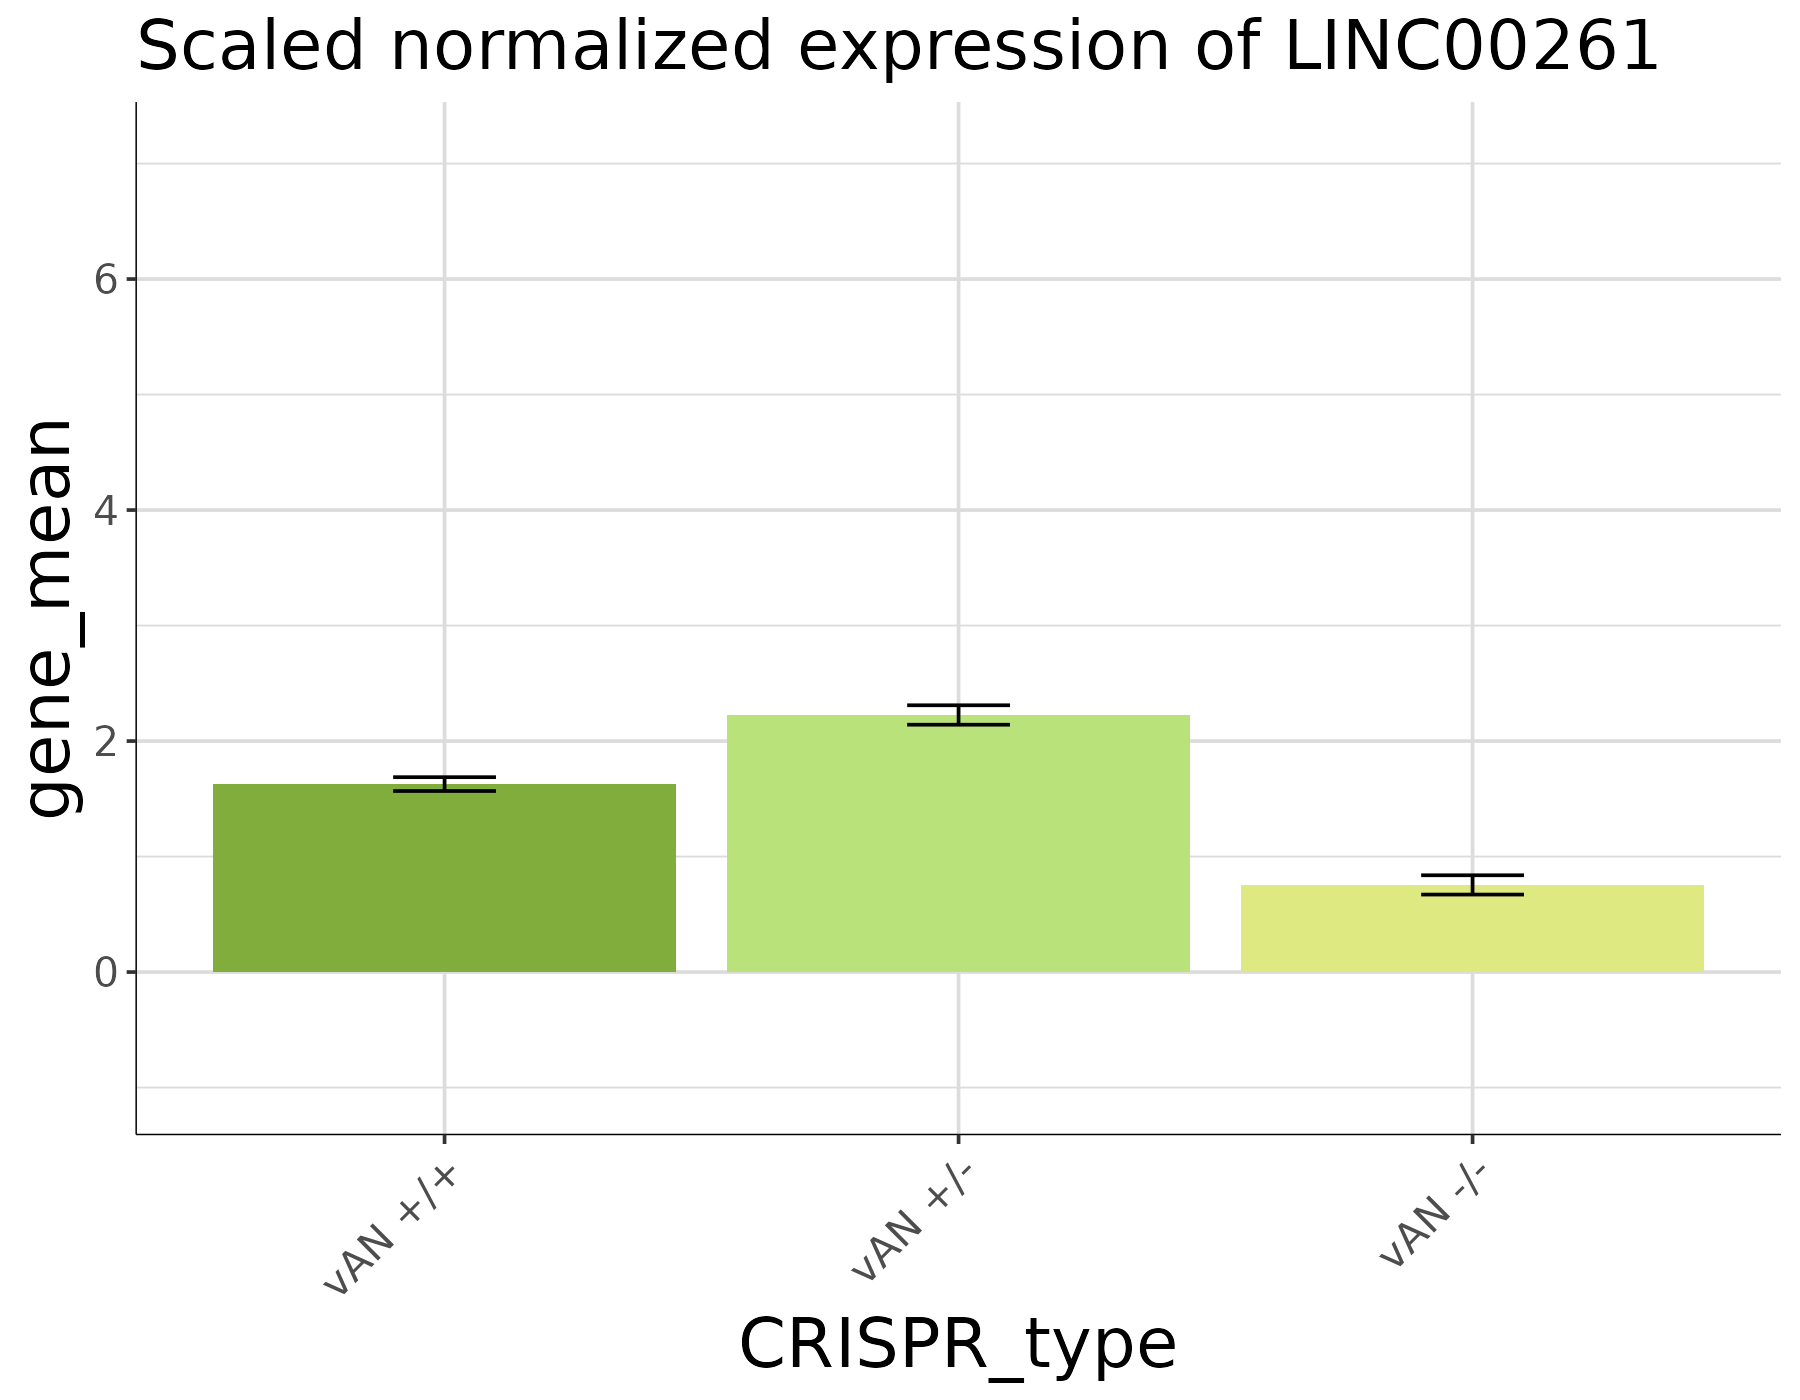 Scaled normalized expression of LINC00261
gene_mean
6
4
2
0
vAN +/+
vAN +/-
vAN -/-
CRISPR_type